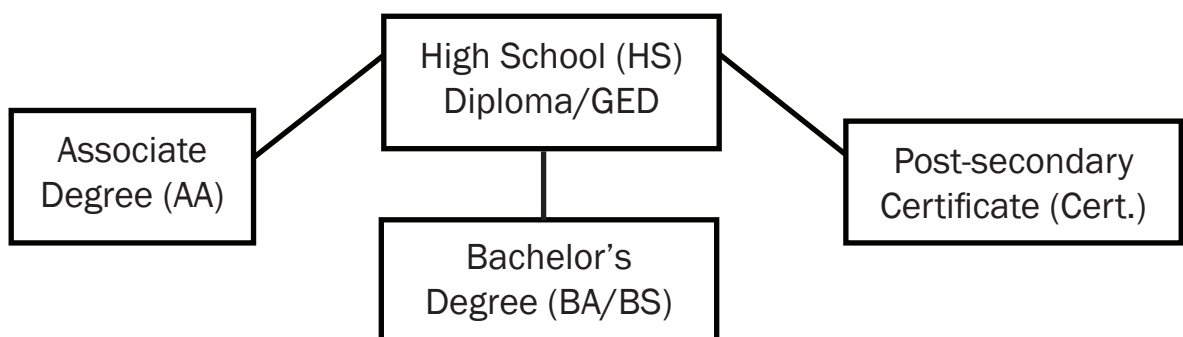 High School (HS)
Diploma/GED
Associate
Degree (AA)
Post-secondary
Certificate (Cert.)
Bachelor’s
Degree (BA/BS)